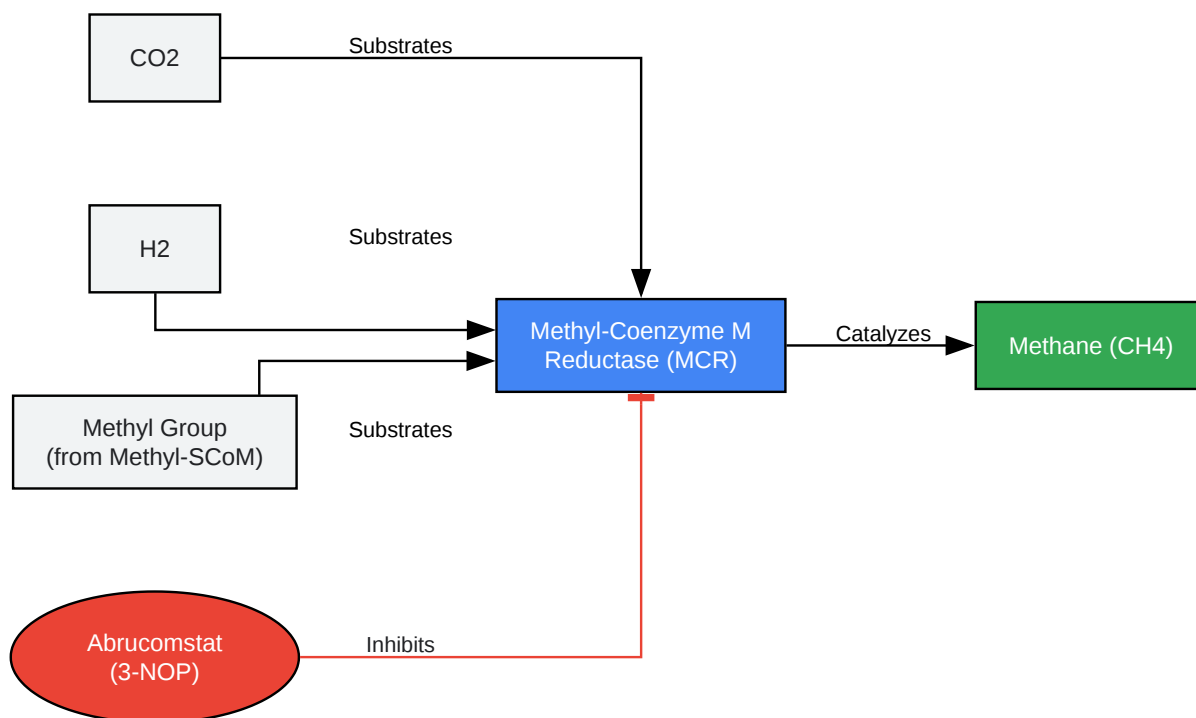 CO2
Substrates
H2
Substrates
Methyl-Coenzyme M
Reductase (MCR)
Catalyzes
Methane (CH4)
Methyl Group
(from Methyl-SCoM)
Substrates
Abrucomstat
(3-NOP)
Inhibits